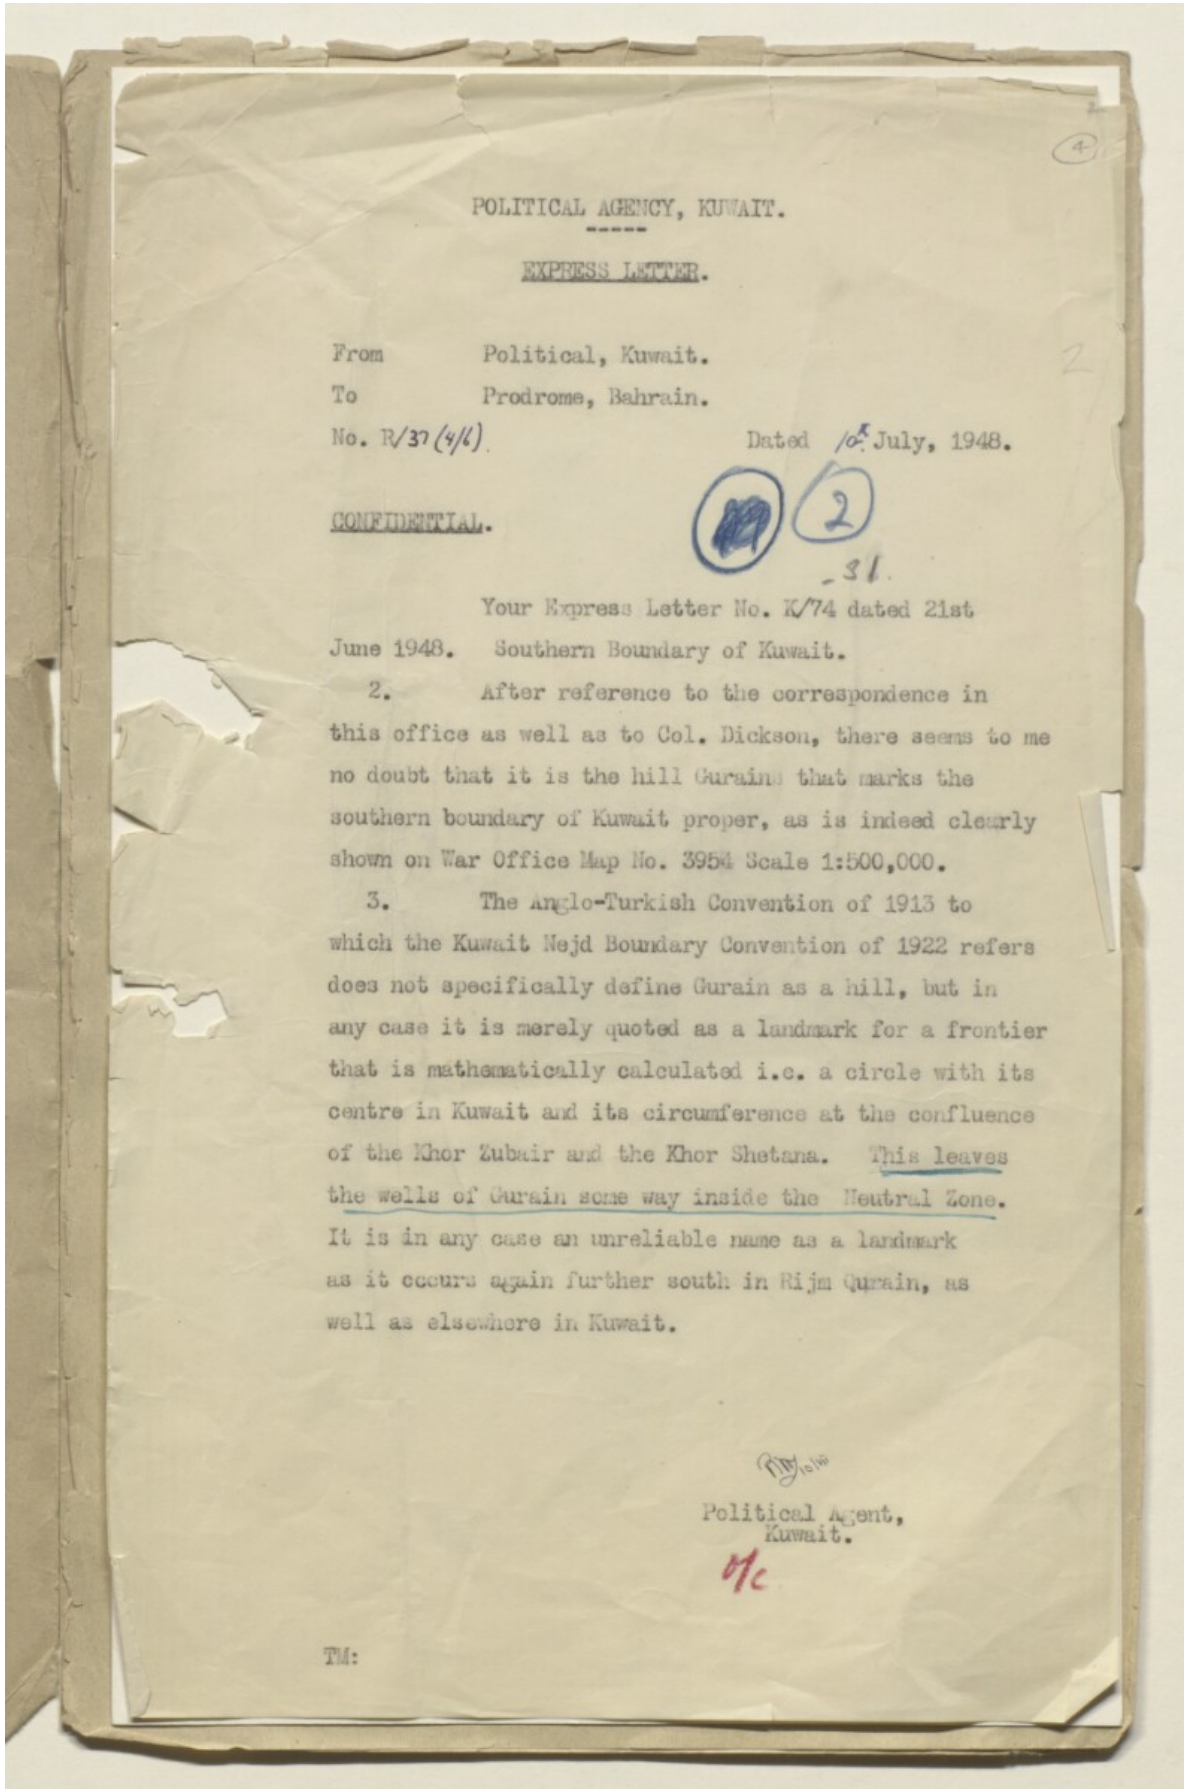 4
POLITICAL AGENCY, KUWAIT.
-----
EXPRESS LETTER.
From Political, Kuwait.
2
To Prodrome, Bahrain.
No. R/37 (4/6). Dated 10th July, 1948.
CONFIDENTIAL.
2
-31.
Your Express Letter No. K/74 dated 21st
June 1948. Southern Boundary of Kuwait.
2. After reference to the correspondence in
this office as well as to Col. Dickson, there seems to me
no doubt that it is the hill Gurain: that marks the
southern boundary of Kuwait proper, as is indeed clearly
shown on War Office Map No. 3954 Scale 1:500,000.
3. The Anglo-Turkish Convention of 1913 to
which the Kuwait Nejd Boundary Convention of 1922 refers
does not specifically define Gurain as a hill, but in
any case it is merely quoted as a landmark for a frontier
that is mathematically calculated i.e. a circle with its
centre in Kuwait and its circumference at the confluence
of the Khor Zubair and the Khor Shetana. This leaves
the wells of Gurain some way inside the Neutral Zone.
It is in any case an unreliable name as a landmark
as it occurs again further south in Rijm Qurain, as
well as elsewhere in Kuwait.
10/vii
Political Agent,
Kuwait.
o/c
TM: